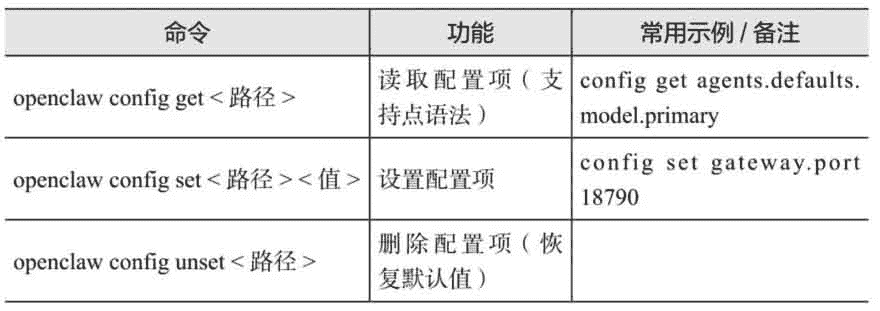 命令 功能 常用示例 / 备注
openclaw config get < 路径 > 读取配置项（支 config get agents.defaults.
持点语法） model.primary
openclaw config set < 路径 >< 值 > 设置配置项 config set gateway.port
18790
openclaw config unset < 路径 > 删除配置项（恢
复默认值）